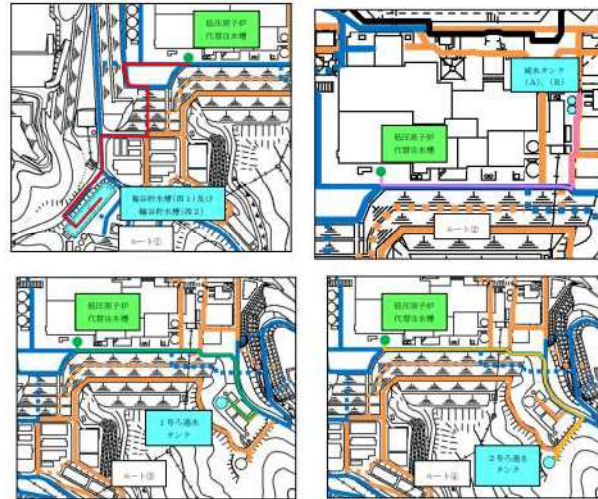 低圧原子炉
代替注水槽
輪谷貯水槽(西1)及び
輪谷貯水槽(西2)
ルート①
補水タンク
(A)、(B)
低圧原子炉
代替注水槽
ルート②
低圧原子炉
代替注水槽
1号ろ過水
タンク
ルート③
低圧原子炉
代替注水槽
2号ろ過水
タンク
ルート④